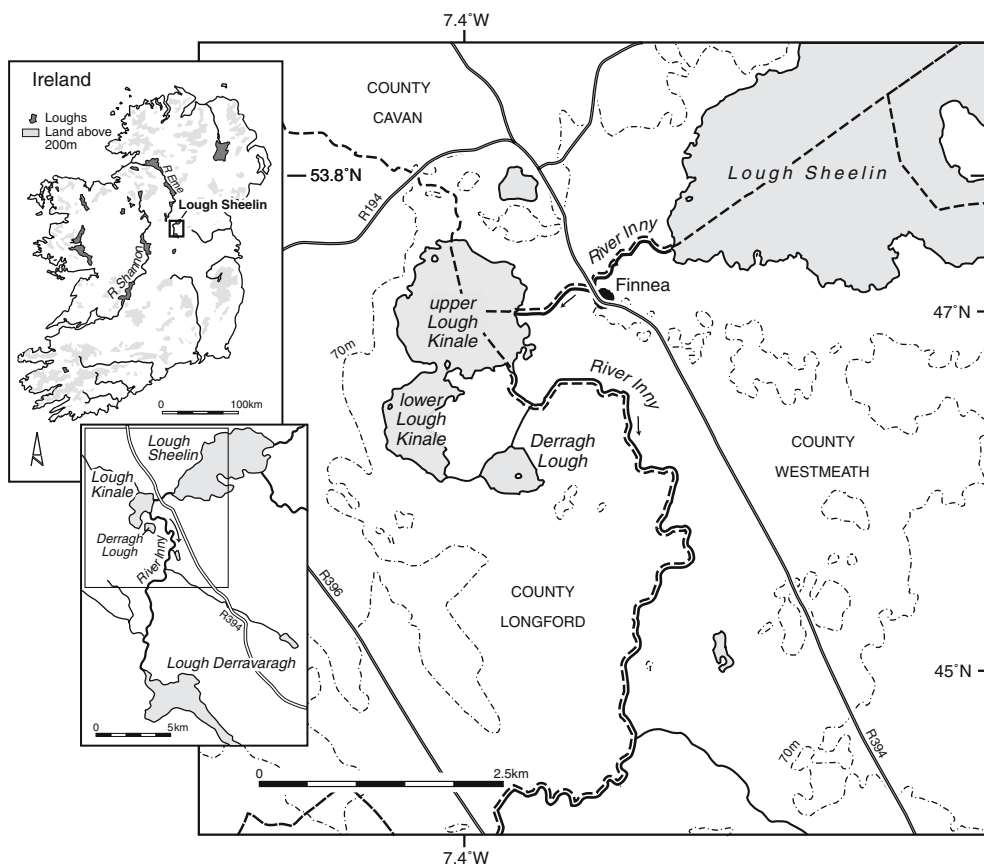 7.4°W
Ireland
Loughs
Land above
200m
R Erne
Lough Sheelin
R Shannon
0 100km
COUNTY
CAVAN
53.8°N
R194
Lough Sheelin
River Inny
Finnea
47°N
upper
Lough
Kinale
70m
River Inny
lower
Lough
Kinale
Derragh
Lough
COUNTY
WESTMEATH
Lough
Sheelin
Lough
Kinale
Derragh
Lough
River Inny
R394
Lough Derravaragh
0 5km
R396
COUNTY
LONGFORD
45°N
70m
R394
0 2.5km
7.4°W